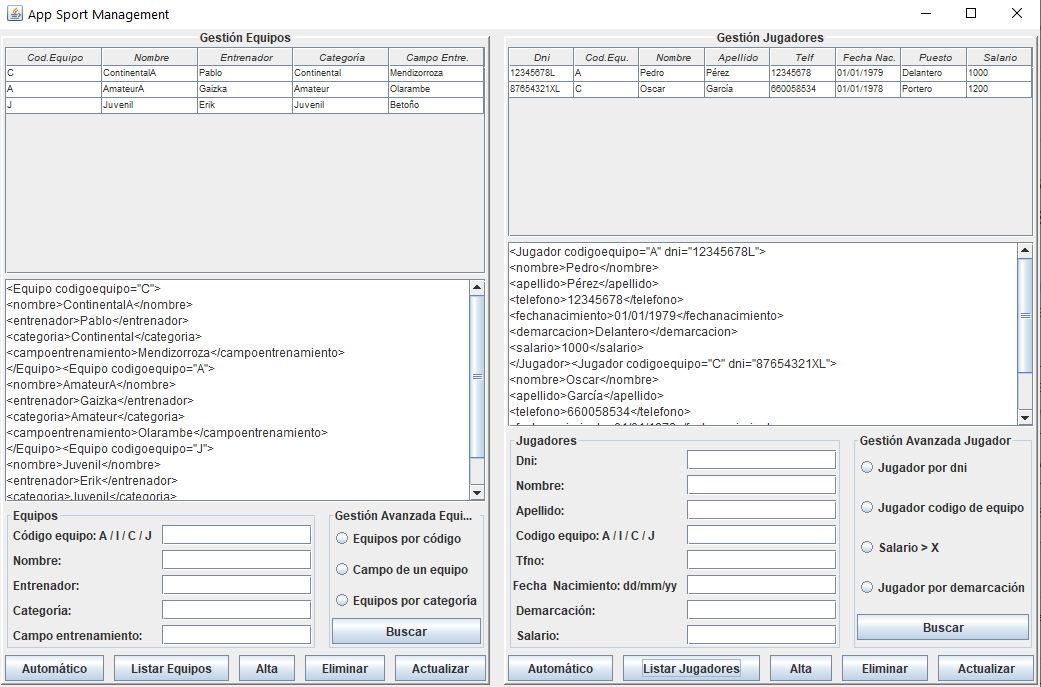 App Sport Management
Gestión Equipos
Cod.Equipo Nombre Entrenador Categoría Campo Entre.
C ContinentalA Pablo Continental Mendizorroza
A AmateurA Gaizka Amateur Olarambe
J Juvenil Erik Juvenil Betoño
<Equipo codigoequipo="C">
<nombre>ContinentalA</nombre>
<entrenador>Pablo</entrenador>
<categoria>Continental</categoria>
<campoentrenamiento>Mendizorroza</campoentrenamiento>
</Equipo><Equipo codigoequipo="A">
<nombre>AmateurA</nombre>
<entrenador>Gaizka</entrenador>
<categoria>Amateur</categoria>
<campoentrenamiento>Olarambe</campoentrenamiento>
</Equipo><Equipo codigoequipo="J">
<nombre>Juvenil</nombre>
<entrenador>Erik</entrenador>
<categoria>Juvenil</categoria>
Equipos
Código equipo: A / I / C / J
Nombre:
Entrenador:
Categoría:
Campo entrenamiento:
Gestión Avanzada Equi...
Equipos por código
Campo de un equipo
Equipos por categoría
Buscar
Automático Listar Equipos Alta Eliminar Actualizar
Gestión Jugadores
Dni Cod.Equ. Nombre Apellido Telf Fecha Nac. Puesto Salario
12345678L A Pedro Pérez 12345678 01/01/1979 Delantero 1000
87654321XL C Oscar García 660058534 01/01/1978 Portero 1200
<Jugador codigoequipo="A" dni="12345678L">
<nombre>Pedro</nombre>
<apellido>Pérez</apellido>
<telefono>12345678</telefono>
<fechanacimiento>01/01/1979</fechanacimiento>
<demarcacion>Delantero</demarcacion>
<salario>1000</salario>
</Jugador><Jugador codigoequipo="C" dni="87654321XL">
<nombre>Oscar</nombre>
<apellido>García</apellido>
<telefono>660058534</telefono>
Jugadores
Dni:
Nombre:
Apellido:
Codigo equipo: A / I / C / J
Tfno:
Fecha Nacimiento: dd/mm/yy
Demarcación:
Salario:
Gestión Avanzada Jugador
Jugador por dni
Jugador codigo de equipo
Salario > X
Jugador por demarcación
Buscar
Automático Listar Jugadores Alta Eliminar Actualizar